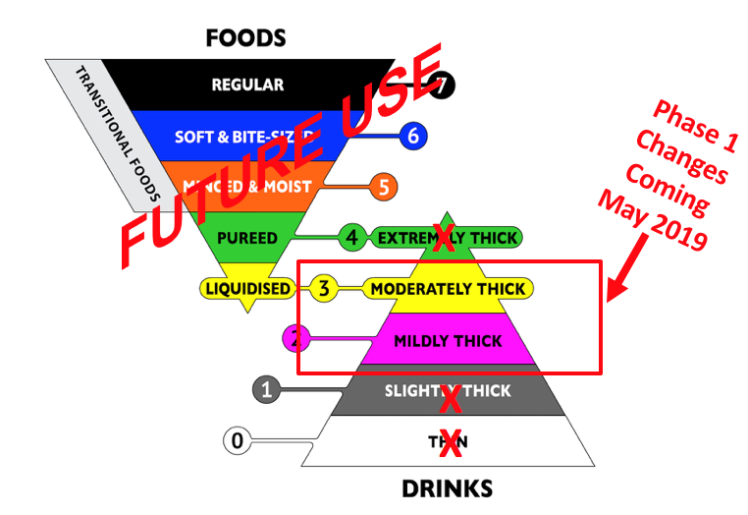 FOODS
TRANSITIONAL FOODS
REGULAR
7
SOFT & BITE-SIZED
6
MINCED & MOIST
5
FUTURE USE
PUREED
4
EXTREMELY THICK
X
LIQUIDISED
3
MODERATELY THICK
2
MILDLY THICK
1
SLIGHTLY THICK
X
0
THIN
X
DRINKS
Phase 1
Changes
Coming
May 2019